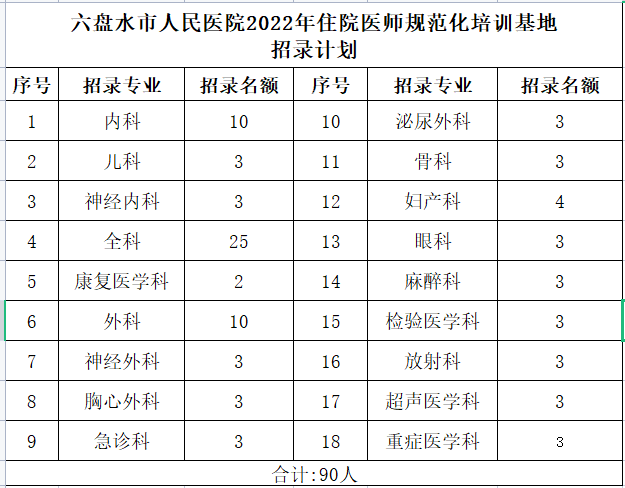 六盘水市人民医院2022年住院医师规范化培训基地
招录计划
序号 招录专业 招录名额 序号 招录专业 招录名额
1 内科 10 10 泌尿外科 3
2 儿科 3 11 骨科 3
3 神经内科 3 12 妇产科 4
4 全科 25 13 眼科 3
5 康复医学科 2 14 麻醉科 3
6 外科 10 15 检验医学科 3
7 神经外科 3 16 放射科 3
8 胸心外科 3 17 超声医学科 3
9 急诊科 3 18 重症医学科 3
合计:90人